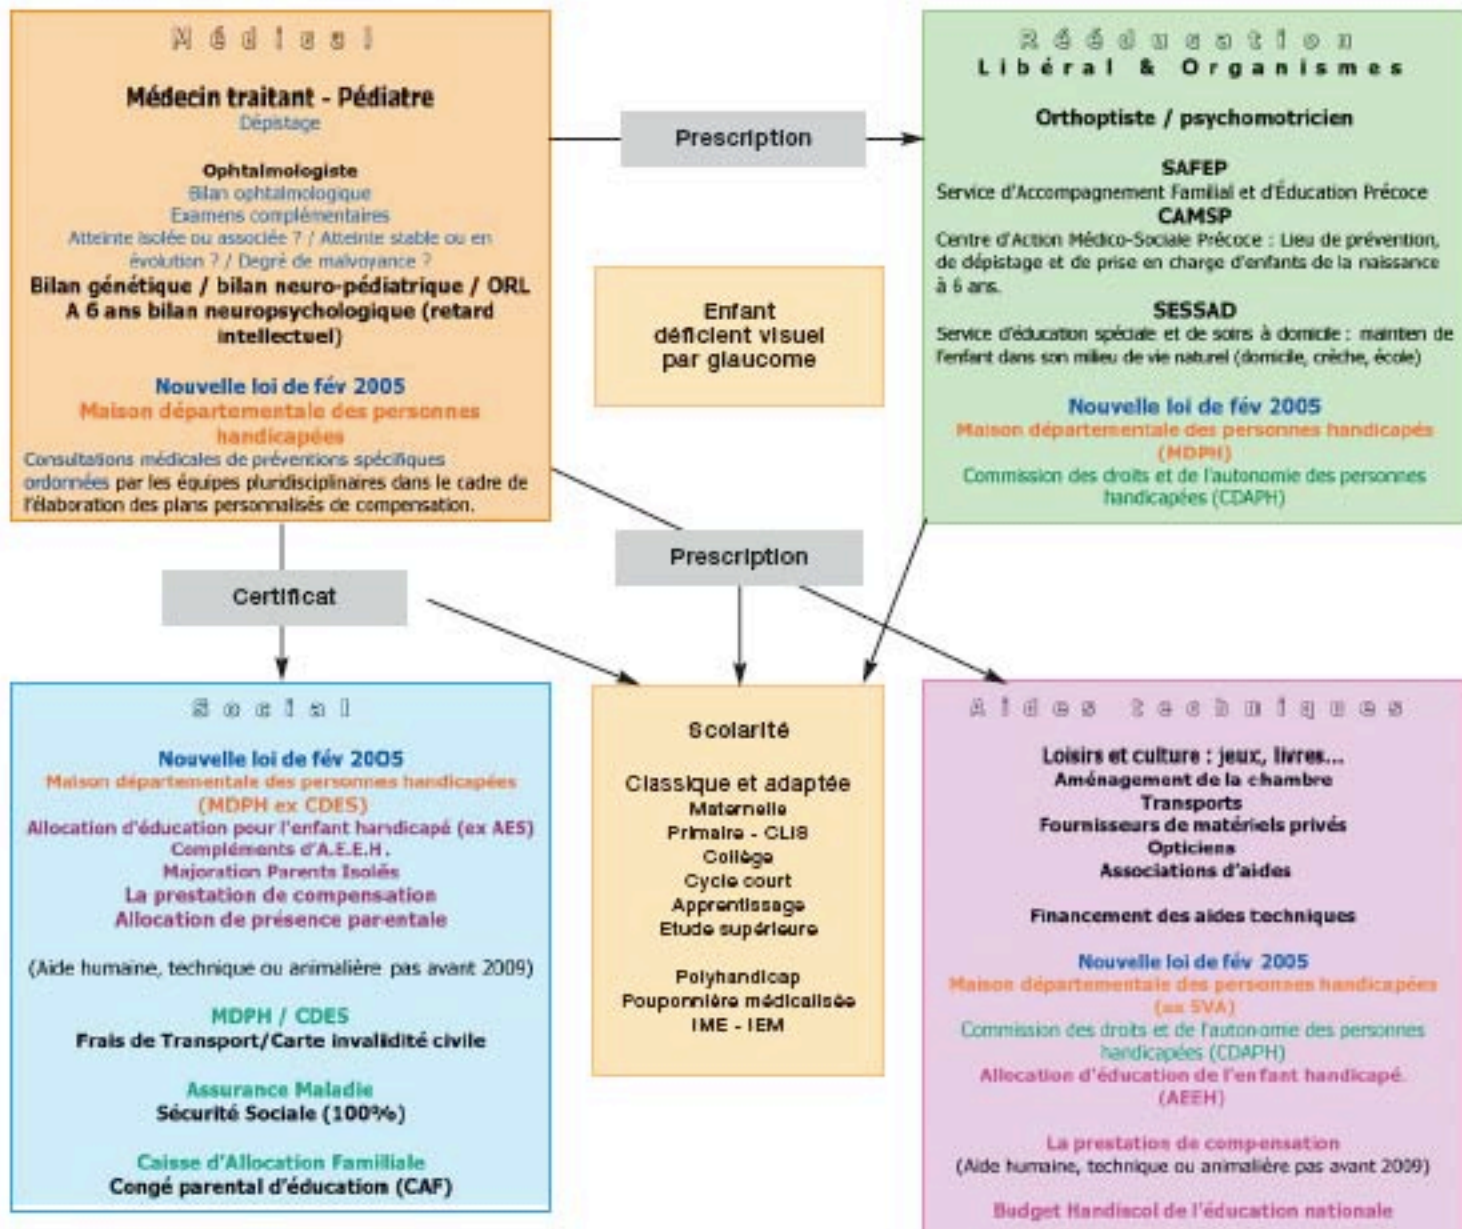 Médical
Médecin traitant - Pédiatre
Dépistage
Ophtalmologiste
Bilan ophtalmologique
Examens complémentaires
Atteinte isolée ou associée ? / Atteinte stable ou en
évolution ? / Degré de malvoyance ?
Bilan génétique / bilan neuro-pédiatrique / ORL
A 6 ans bilan neuropsychologique (retard
intellectuel)
Nouvelle loi de fév 2005
Maison départementale des personnes
handicapées
Consultations médicales de préventions spécifiques
ordonnées par les équipes pluridisciplinaires dans le cadre de
l'élaboration des plans personnalisés de compensation.
Prescription
Rééducation
Libéral & Organismes
Orthoptiste / psychomotricien
SAFEP
Service d'Accompagnement Familial et d'Éducation Précoce
CAMSP
Centre d'Action Médico-Sociale Précoce : Lieu de prévention,
de dépistage et de prise en charge d'enfants de la naissance
à 6 ans.
SESSAD
Service d'éducation spéciale et de soins à domicile : maintien de
l'enfant dans son milieu de vie naturel (domicile, crèche, école)
Nouvelle loi de fév 2005
Maison départementale des personnes handicapés
(MDPH)
Commission des droits et de l'autonomie des personnes
handicapées (CDAPH)
Enfant
déficient visuel
par glaucome
Prescription
Certificat
Social
Nouvelle loi de fév 2005
Maison départementale des personnes handicapées
(MDPH ex CDES)
Allocation d'éducation pour l'enfant handicapé (ex AES)
Compléments d'A.E.E.H.
Majoration Parents Isolés
La prestation de compensation
Allocation de présence parentale
(Aide humaine, technique ou animalière pas avant 2009)
MDPH / CDES
Frais de Transport/Carte invalidité civile
Assurance Maladie
Sécurité Sociale (100%)
Caisse d'Allocation Familiale
Congé parental d'éducation (CAF)
Scolarité
Classique et adaptée
Maternelle
Primaire - CLIS
Collège
Cycle court
Apprentissage
Etude supérieure
Polyhandicap
Pouponnière médicalisée
IME - IEM
Aides techniques
Loisirs et culture : jeux, livres...
Aménagement de la chambre
Transports
Fournisseurs de matériels privés
Opticiens
Associations d'aides
Financement des aides techniques
Nouvelle loi de fév 2005
Maison départementale des personnes handicapées
(ex SVA)
Commission des droits et de l'autonomie des personnes
handicapées (CDAPH)
Allocation d'éducation de l'enfant handicapé.
(AEEH)
La prestation de compensation
(Aide humaine, technique ou animalière pas avant 2009)
Budget Handiscol de l'éducation nationale